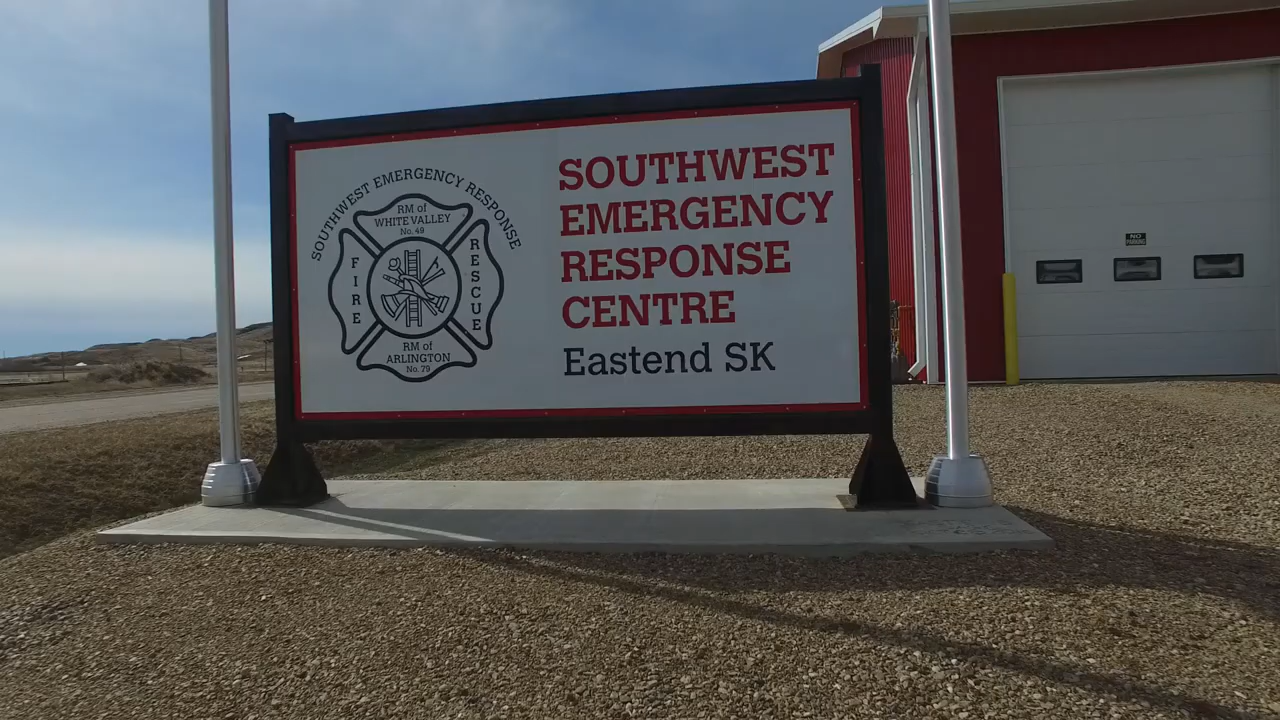 SOUTHWEST EMERGENCY RESPONSE
RM of
WHITE VALLEY
No. 49
FIRE
RESCUE
RM of
ARLINGTON
No. 79
SOUTHWEST
EMERGENCY
RESPONSE
CENTRE
Eastend SK
NO
PARKING